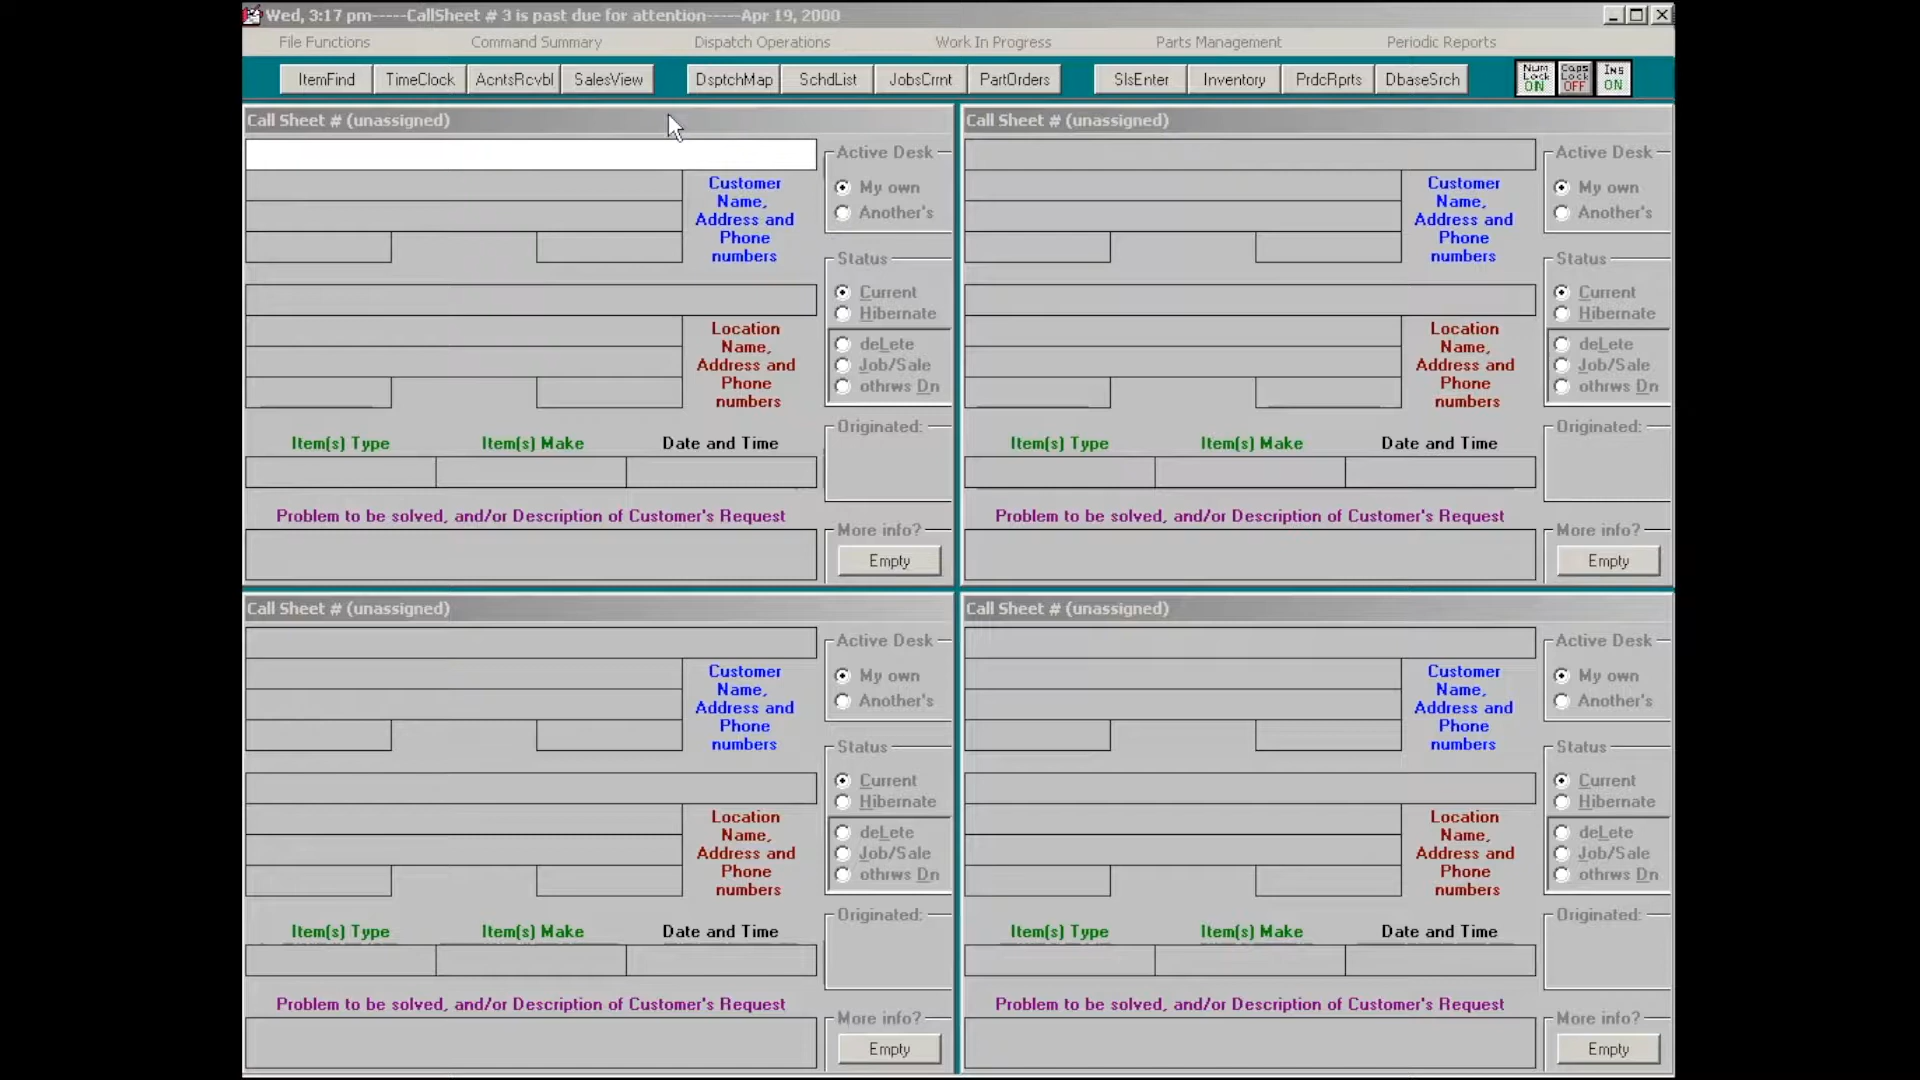 Wed, 3:17 pm-----CallSheet # 3 is past due for attention-----Apr 19, 2000
File Functions Command Summary Dispatch Operations Work In Progress Parts Management Periodic Reports
ItemFind TimeClock AcntsRcvbl SalesView DsptchMap SchdList JobsCrrnt PartOrders SlsEnter Inventory PrdcRprts DbaseSrch
Num Lock ON
Caps Lock OFF
Ins ON
Call Sheet # (unassigned)
Customer
Name,
Address and
Phone
numbers
Location
Name,
Address and
Phone
numbers
Item(s) Type Item(s) Make Date and Time
Problem to be solved, and/or Description of Customer's Request
Active Desk
My own
Another's
Status
Current
Hibernate
deLete
Job/Sale
othrws Dn
Originated:
More info?
Empty
Call Sheet # (unassigned)
Customer
Name,
Address and
Phone
numbers
Location
Name,
Address and
Phone
numbers
Item(s) Type Item(s) Make Date and Time
Problem to be solved, and/or Description of Customer's Request
Active Desk
My own
Another's
Status
Current
Hibernate
deLete
Job/Sale
othrws Dn
Originated:
More info?
Empty
Call Sheet # (unassigned)
Customer
Name,
Address and
Phone
numbers
Location
Name,
Address and
Phone
numbers
Item(s) Type Item(s) Make Date and Time
Problem to be solved, and/or Description of Customer's Request
Active Desk
My own
Another's
Status
Current
Hibernate
deLete
Job/Sale
othrws Dn
Originated:
More info?
Empty
Call Sheet # (unassigned)
Customer
Name,
Address and
Phone
numbers
Location
Name,
Address and
Phone
numbers
Item(s) Type Item(s) Make Date and Time
Problem to be solved, and/or Description of Customer's Request
Active Desk
My own
Another's
Status
Current
Hibernate
deLete
Job/Sale
othrws Dn
Originated:
More info?
Empty